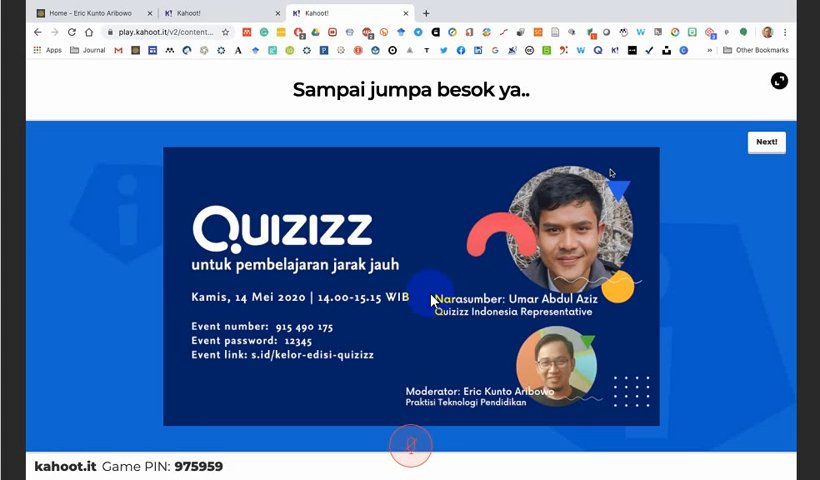 Home - Eric Kunto Aribowo
Kahoot!
Kahoot!
play.kahoot.it/v2/content...
Apps
Journal
Other Bookmarks
Sampai jumpa besok ya..
Next!
Quizizz
untuk pembelajaran jarak jauh
Kamis, 14 Mei 2020 | 14.00-15.15 WIB
Narasumber: Umar Abdul Aziz
Quizizz Indonesia Representative
Event number: 915 490 175
Event password: 12345
Event link: s.id/kelor-edisi-quizizz
Moderator: Eric Kunto Aribowo
Praktisi Teknologi Pendidikan
kahoot.it Game PIN: 975959